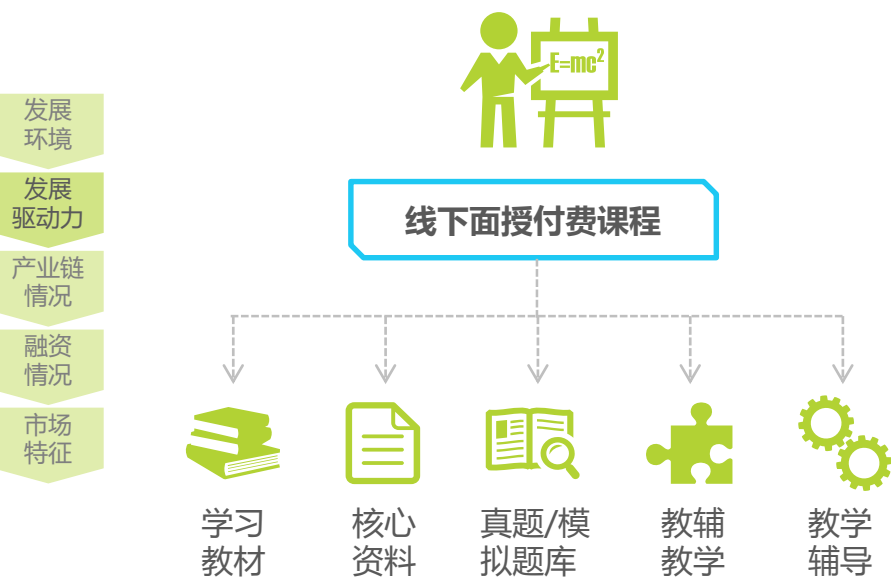 E=mc²
发展
环境
发展
驱动力
产业链
情况
融资
情况
市场
特征
线下面授付费课程
学习
教材
核心
资料
真题/模
拟题库
教辅
教学
教学
辅导